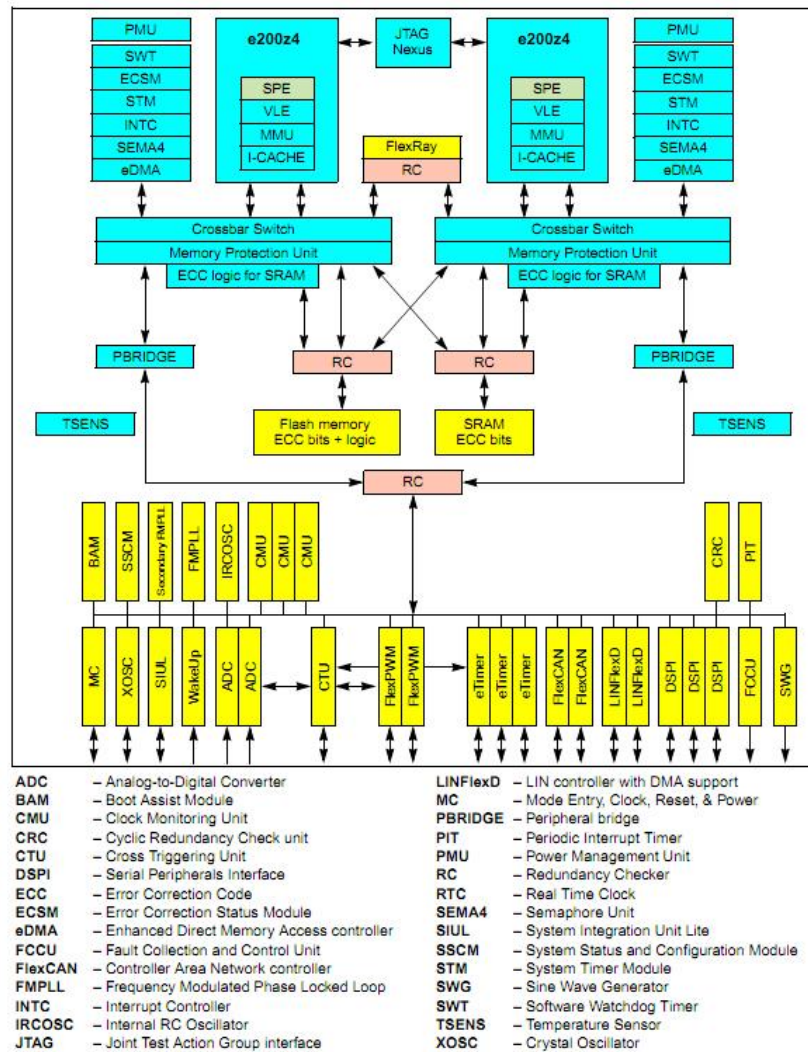 PMU
SWT
ECSM
STM
INTC
SEMA4
eDMA
e200z4
SPE
VLE
MMU
I-CACHE
JTAG
Nexus
FlexRay
RC
e200z4
SPE
VLE
MMU
I-CACHE
PMU
SWT
ECSM
STM
INTC
SEMA4
eDMA
Crossbar Switch
Memory Protection Unit
ECC logic for SRAM
Crossbar Switch
Memory Protection Unit
ECC logic for SRAM
PBRIDGE
RC
RC
PBRIDGE
TSENS
Flash memory
ECC bits + logic
SRAM
ECC bits
TSENS
RC
BAM
SSCM
Secondary FMPLL
FMPLL
IRCOSC
CMU
CMU
CMU
CRC
PIT
MC
XOSC
SIUL
WakeUp
ADC
ADC
CTU
FlexPWM
FlexPWM
eTimer
eTimer
eTimer
FlexCAN
FlexCAN
LINFlexD
LINFlexD
DSPI
DSPI
DSPI
FCCU
SWG
ADC – Analog-to-Digital Converter
BAM – Boot Assist Module
CMU – Clock Monitoring Unit
CRC – Cyclic Redundancy Check unit
CTU – Cross Triggering Unit
DSPI – Serial Peripherals Interface
ECC – Error Correction Code
ECSM – Error Correction Status Module
eDMA – Enhanced Direct Memory Access controller
FCCU – Fault Collection and Control Unit
FlexCAN – Controller Area Network controller
FMPLL – Frequency Modulated Phase Locked Loop
INTC – Interrupt Controller
IRCOSC – Internal RC Oscillator
JTAG – Joint Test Action Group interface
LINFlexD – LIN controller with DMA support
MC – Mode Entry, Clock, Reset, & Power
PBRIDGE – Peripheral bridge
PIT – Periodic Interrupt Timer
PMU – Power Management Unit
RC – Redundancy Checker
RTC – Real Time Clock
SEMA4 – Semaphore Unit
SIUL – System Integration Unit Lite
SSCM – System Status and Configuration Module
STM – System Timer Module
SWG – Sine Wave Generator
SWT – Software Watchdog Timer
TSENS – Temperature Sensor
XOSC – Crystal Oscillator